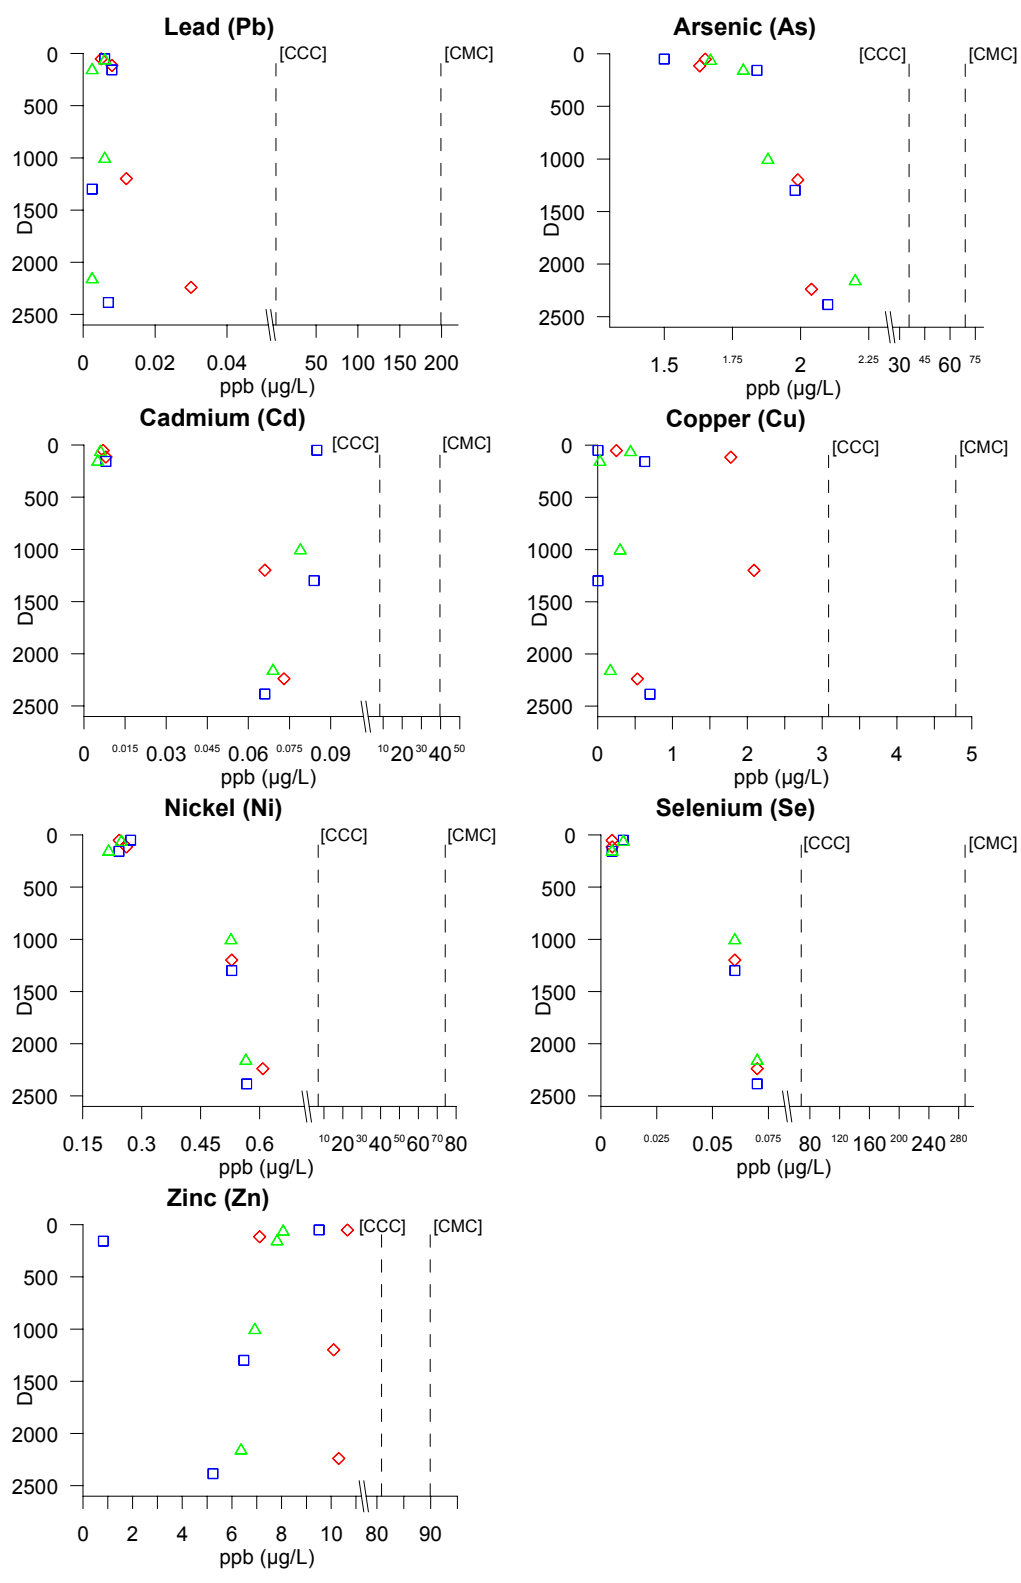 Lead (Pb)
[CCC]
[CMC]
0
500
1000
1500
2000
2500
D
0 0.02 0.04 50 100 150 200
ppb (µg/L)
Arsenic (As)
[CCC]
[CMC]
0
500
1000
1500
2000
2500
D
1.5 1.75 2 2.25 30 45 60 75
ppb (µg/L)
Cadmium (Cd)
[CCC]
[CMC]
0
500
1000
1500
2000
2500
D
0 0.015 0.03 0.045 0.06 0.075 0.09 10 20 30 40 50
ppb (µg/L)
Copper (Cu)
[CCC]
[CMC]
0
500
1000
1500
2000
2500
D
0 1 2 3 4 5
ppb (µg/L)
Nickel (Ni)
[CCC]
[CMC]
0
500
1000
1500
2000
2500
D
0.15 0.3 0.45 0.6 10 20 30 40 50 60 70 80
ppb (µg/L)
Selenium (Se)
[CCC]
[CMC]
0
500
1000
1500
2000
2500
D
0 0.025 0.05 0.075 80 120 160 200 240 280
ppb (µg/L)
Zinc (Zn)
[CCC]
[CMC]
0
500
1000
1500
2000
2500
D
0 2 6 8 10 80 90
ppb (µg/L)